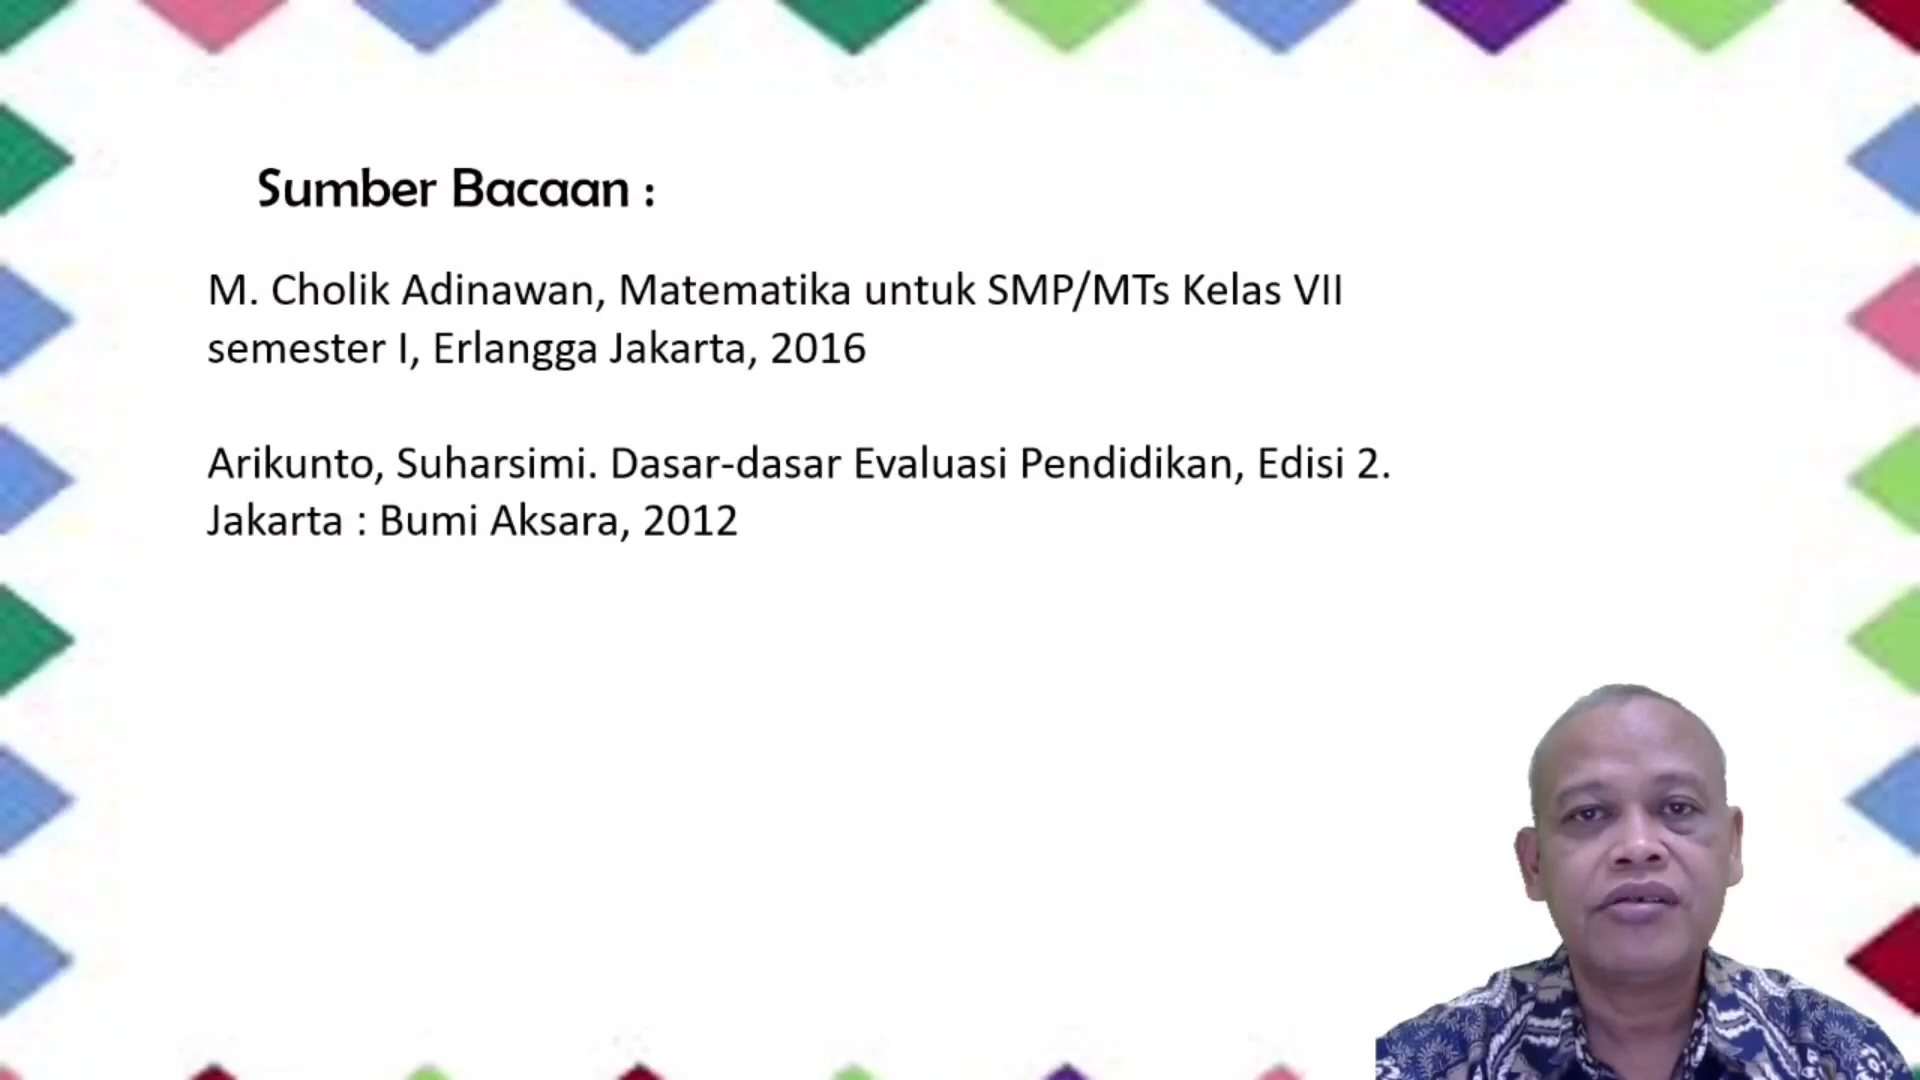 Sumber Bacaan :
M. Cholik Adinawan, Matematika untuk SMP/MTs Kelas VII
semester I, Erlangga Jakarta, 2016
Arikunto, Suharsimi. Dasar-dasar Evaluasi Pendidikan, Edisi 2.
Jakarta : Bumi Aksara, 2012